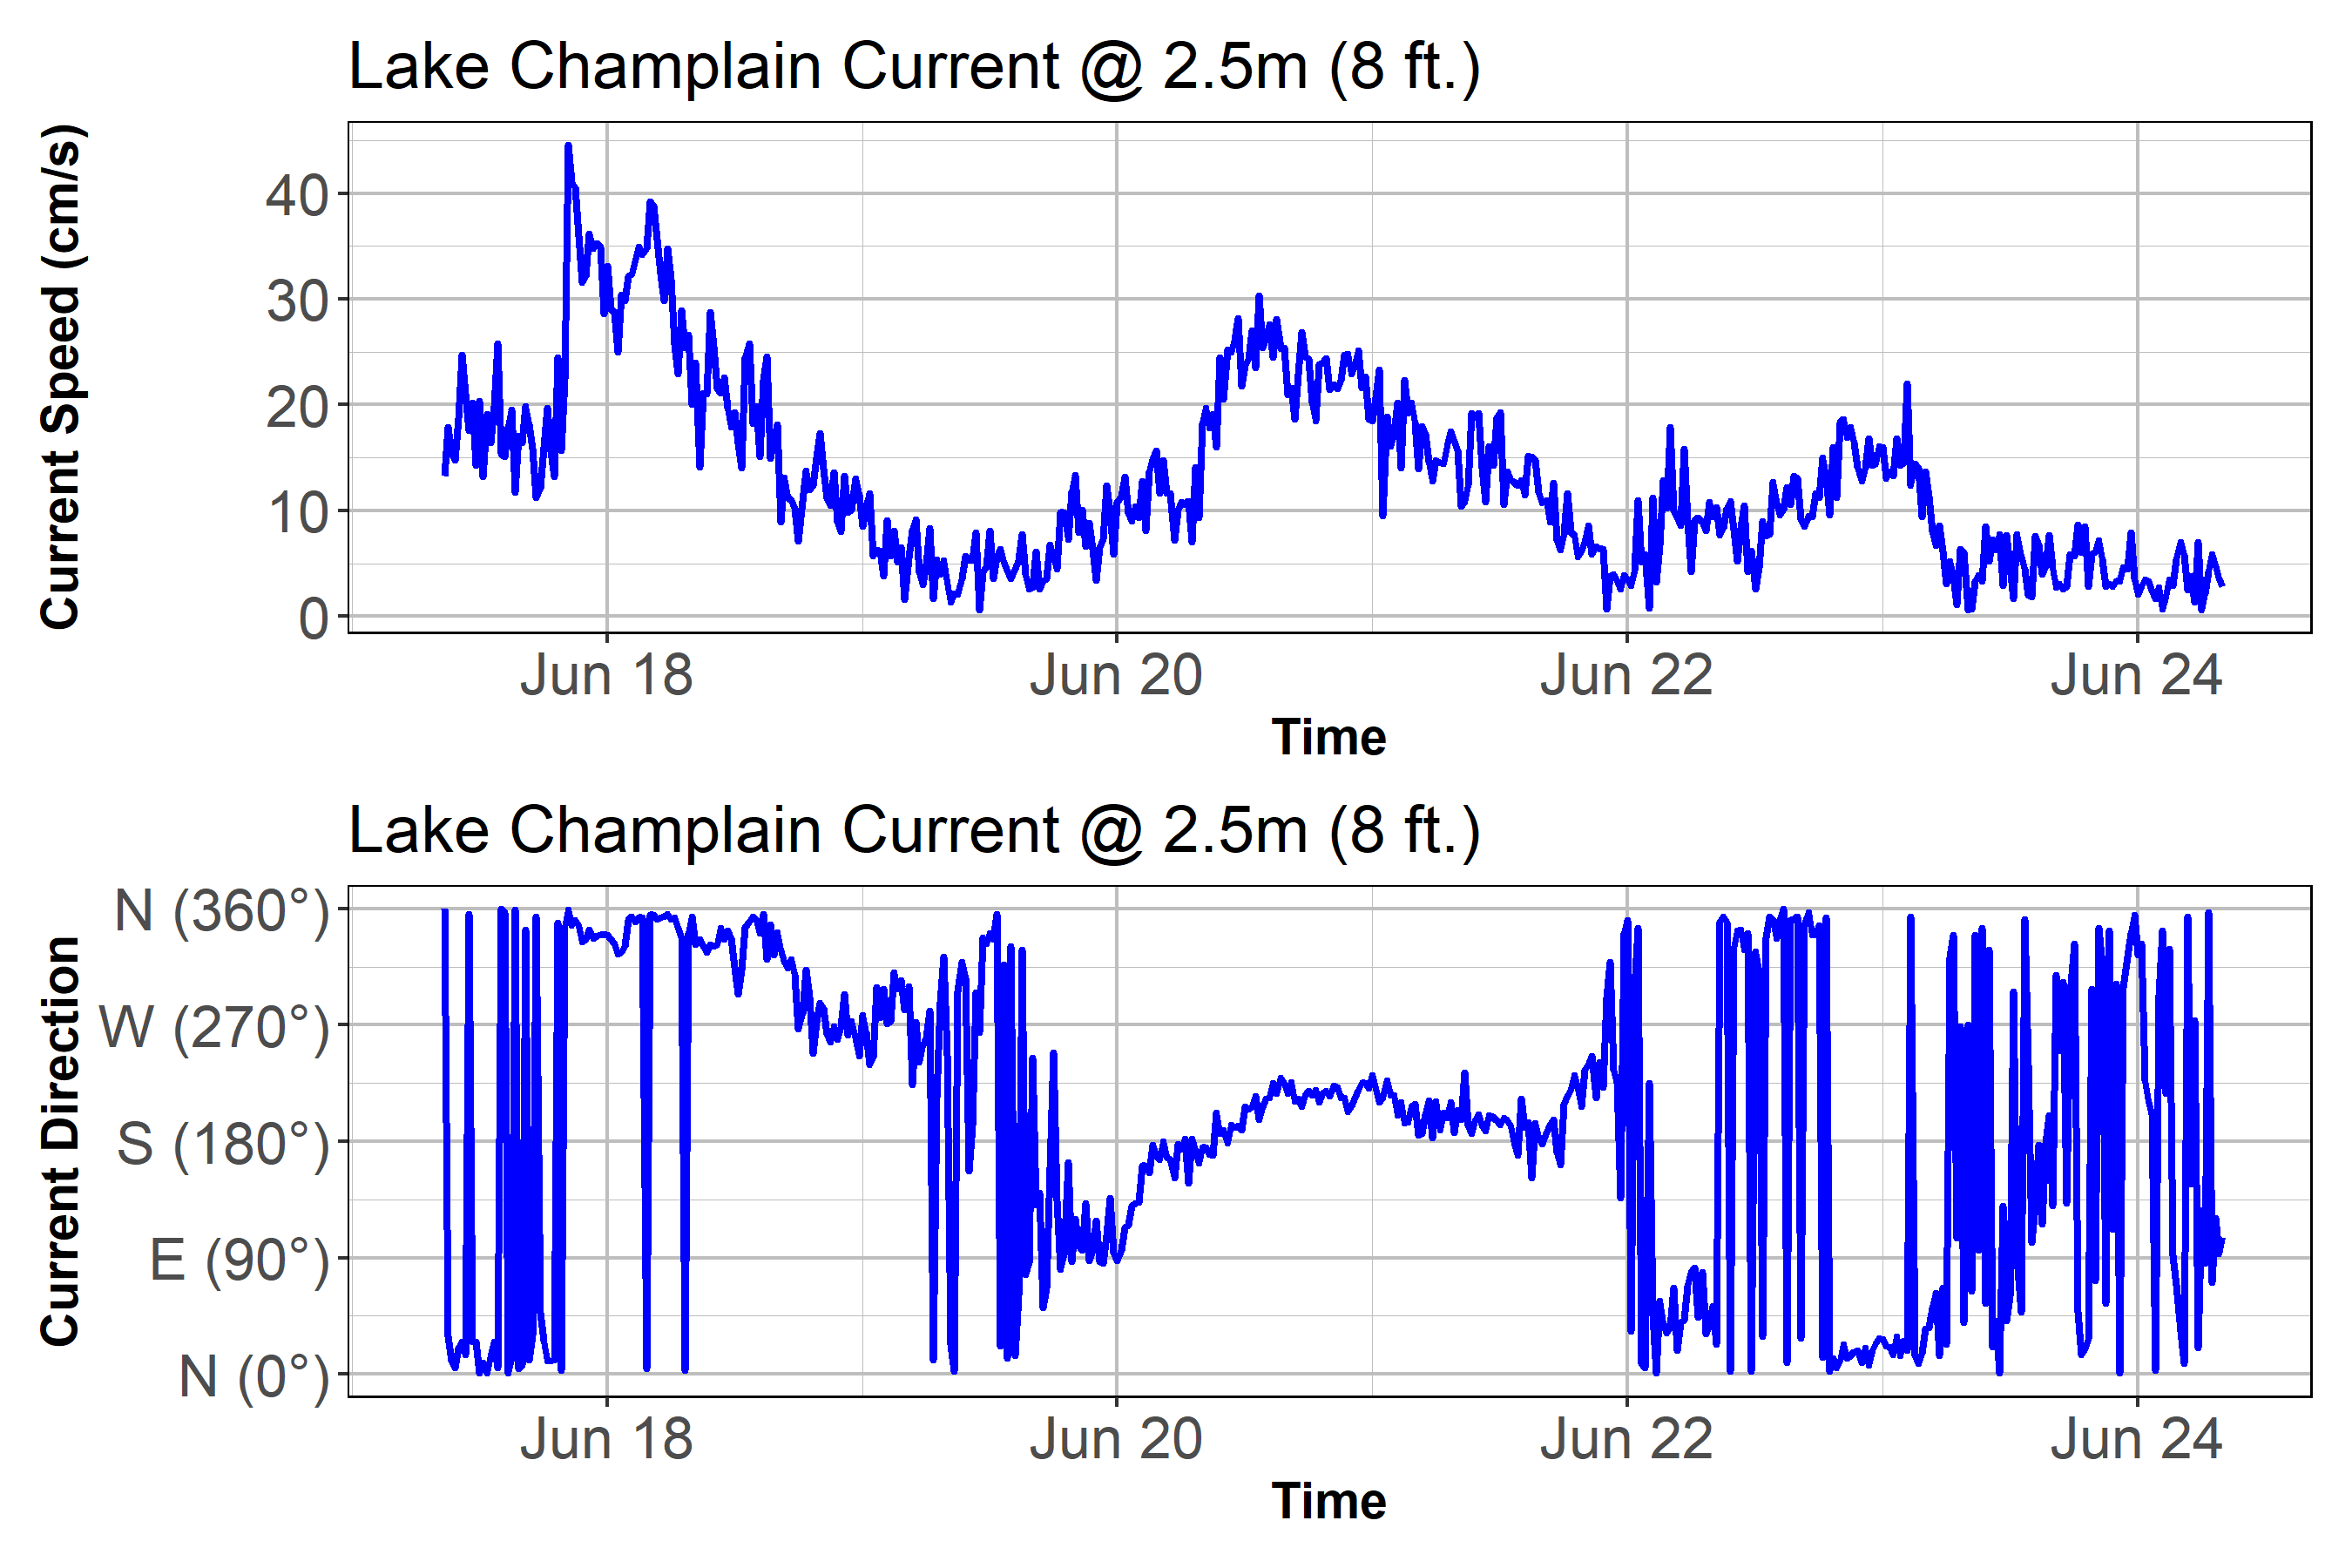 Lake Champlain Current @ 2.5m (8 ft.)
Current Speed (cm/s)
40
30
20
10
0
Jun 18 Jun 20 Jun 22 Jun 24
Time
Lake Champlain Current @ 2.5m (8 ft.)
Current Direction
N (360°)
W (270°)
S (180°)
E (90°)
N (0°)
Jun 18 Jun 20 Jun 22 Jun 24
Time